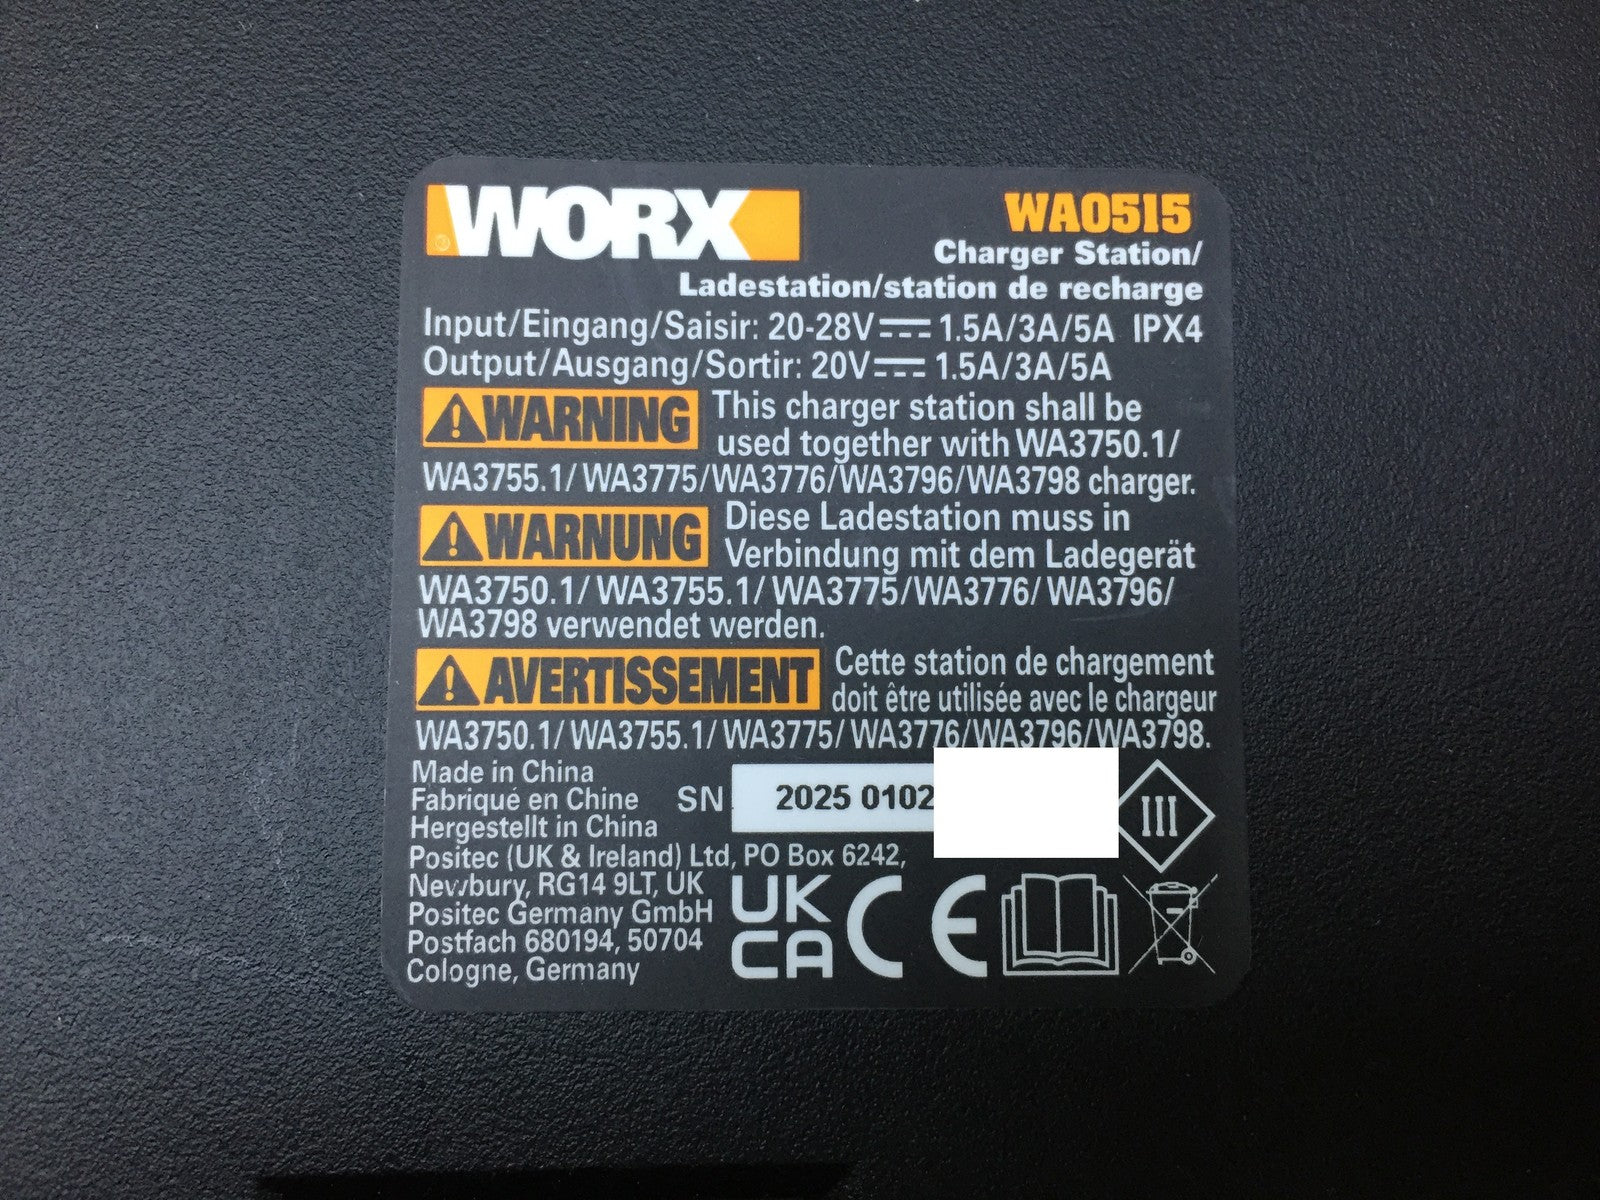 WORX
WA0515
Charger Station/
Ladestation/station de recharge
Input/Eingang/Saisir: 20-28V⎓1.5A/3A/5A IPX4
Output/Ausgang/Sortir: 20V⎓1.5A/3A/5A
WARNING This charger station shall be
used together with WA3750.1/
WA3755.1/ WA3775/WA3776/WA3796/WA3798 charger.
WARNUNG Diese Ladestation muss in
Verbindung mit dem Ladegerät
WA3750.1/ WA3755.1/ WA3775/WA3776/ WA3796/
WA3798 verwendet werden.
AVERTISSEMENT Cette station de chargement
doit être utilisée avec le chargeur
WA3750.1/ WA3755.1/ WA3775/ WA3776/WA3796/WA3798.
Made in China
Fabriqué en Chine
Hergestellt in China
SN 2025 0102
III
Positec (UK & Ireland) Ltd, PO Box 6242,
Newbury, RG14 9LT, UK
Positec Germany GmbH
Postfach 680194, 50704
Cologne, Germany
UK
CA
CE